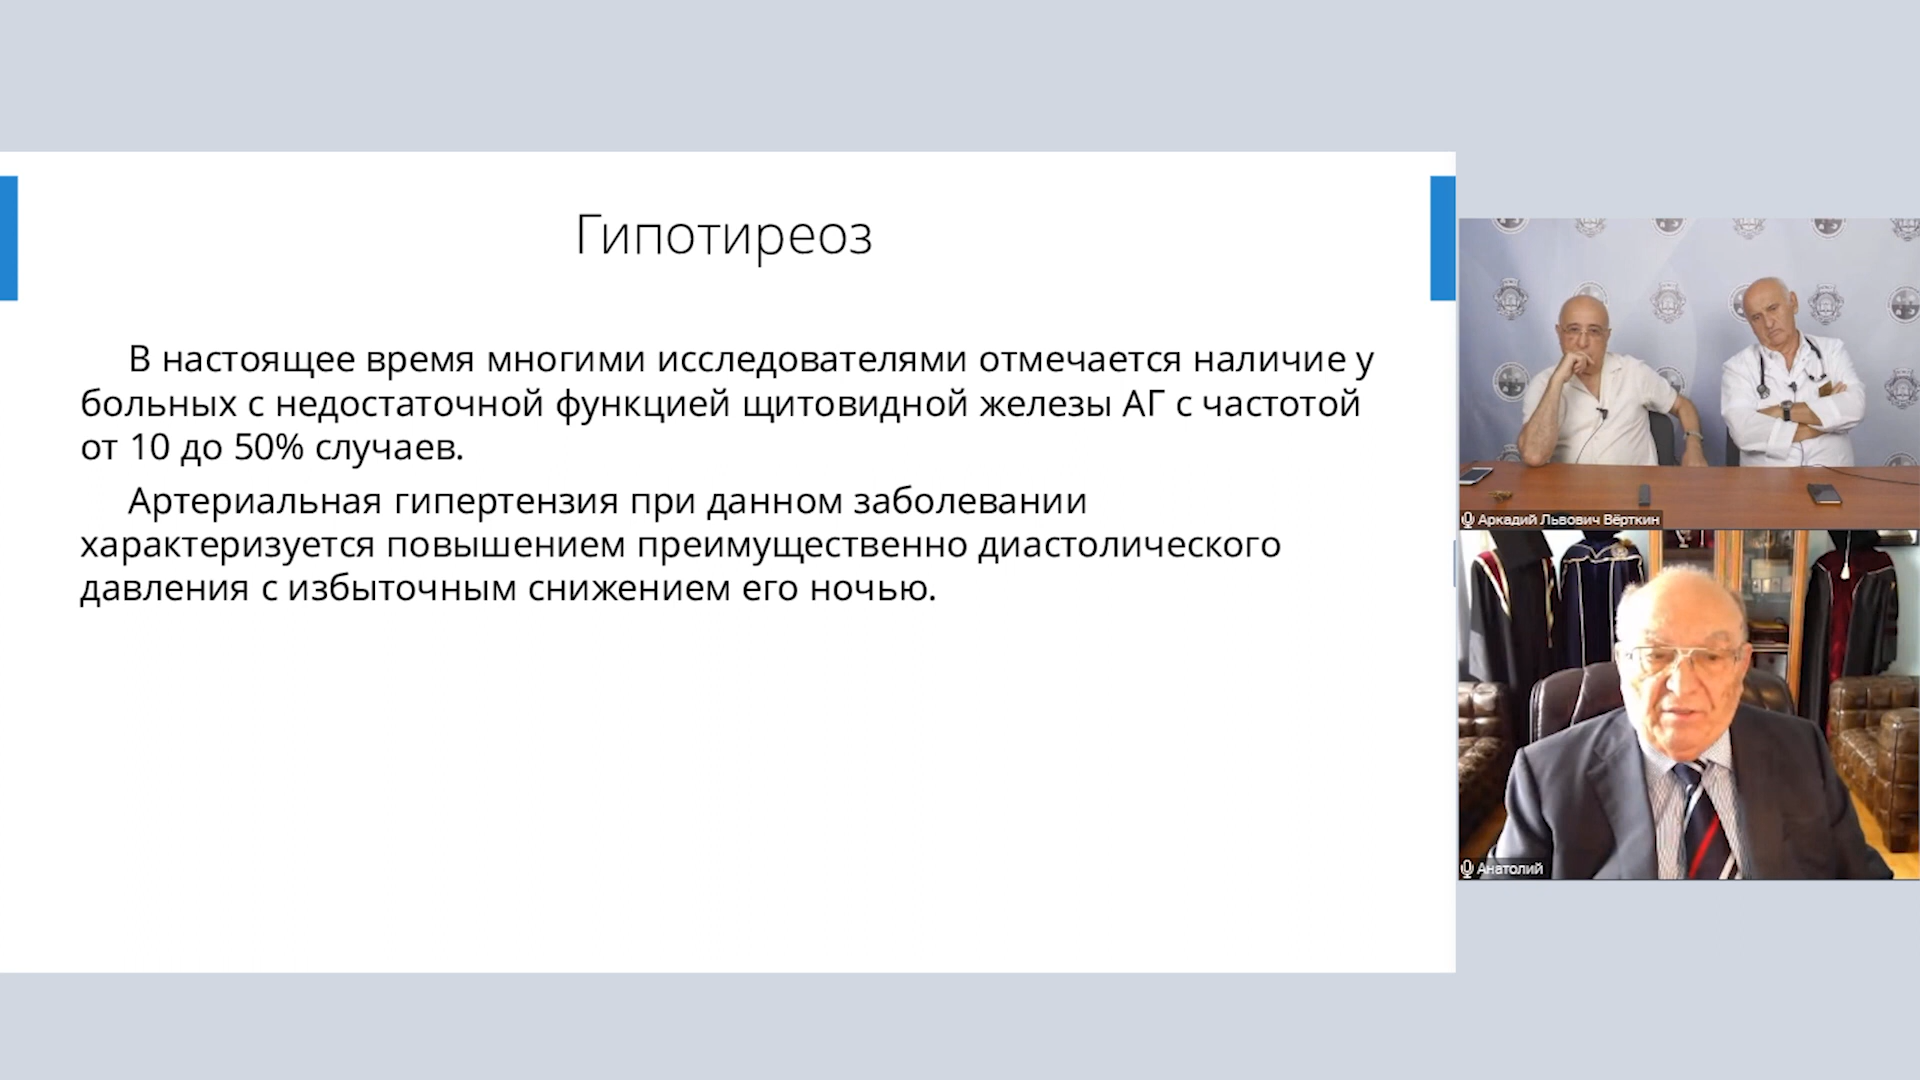 Гипотиреоз
В настоящее время многими исследователями отмечается наличие у
больных с недостаточной функцией щитовидной железы АГ с частотой
от 10 до 50% случаев.
Артериальная гипертензия при данном заболевании
характеризуется повышением преимущественно диастолического
давления с избыточным снижением его ночью.
Аркадий Львович Вёрткин
Анатолий